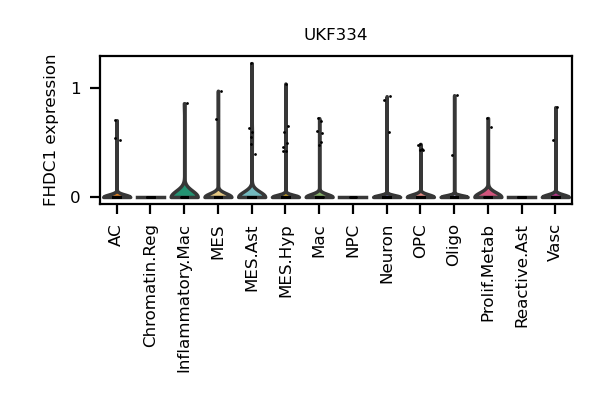 UKF334
FHDC1 expression
1
0
AC
Chromatin.Reg
Inflammatory.Mac
MES
MES.Ast
MES.Hyp
Mac
NPC
Neuron
OPC
Oligo
Prolif.Metab
Reactive.Ast
Vasc